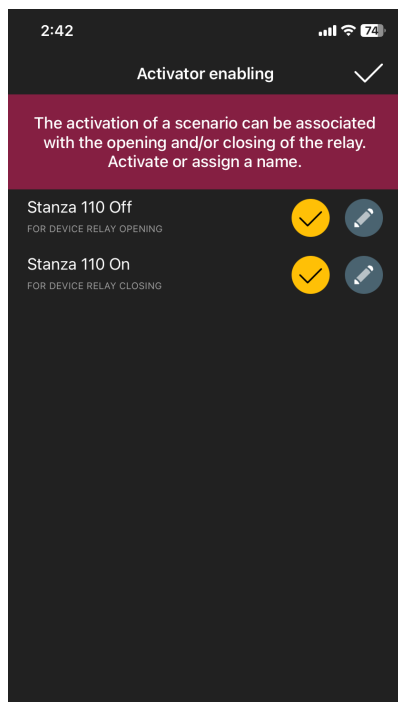 2:42
74
Activator enabling
The activation of a scenario can be associated
with the opening and/or closing of the relay.
Activate or assign a name.
Stanza 110 Off
FOR DEVICE RELAY OPENING
Stanza 110 On
FOR DEVICE RELAY CLOSING